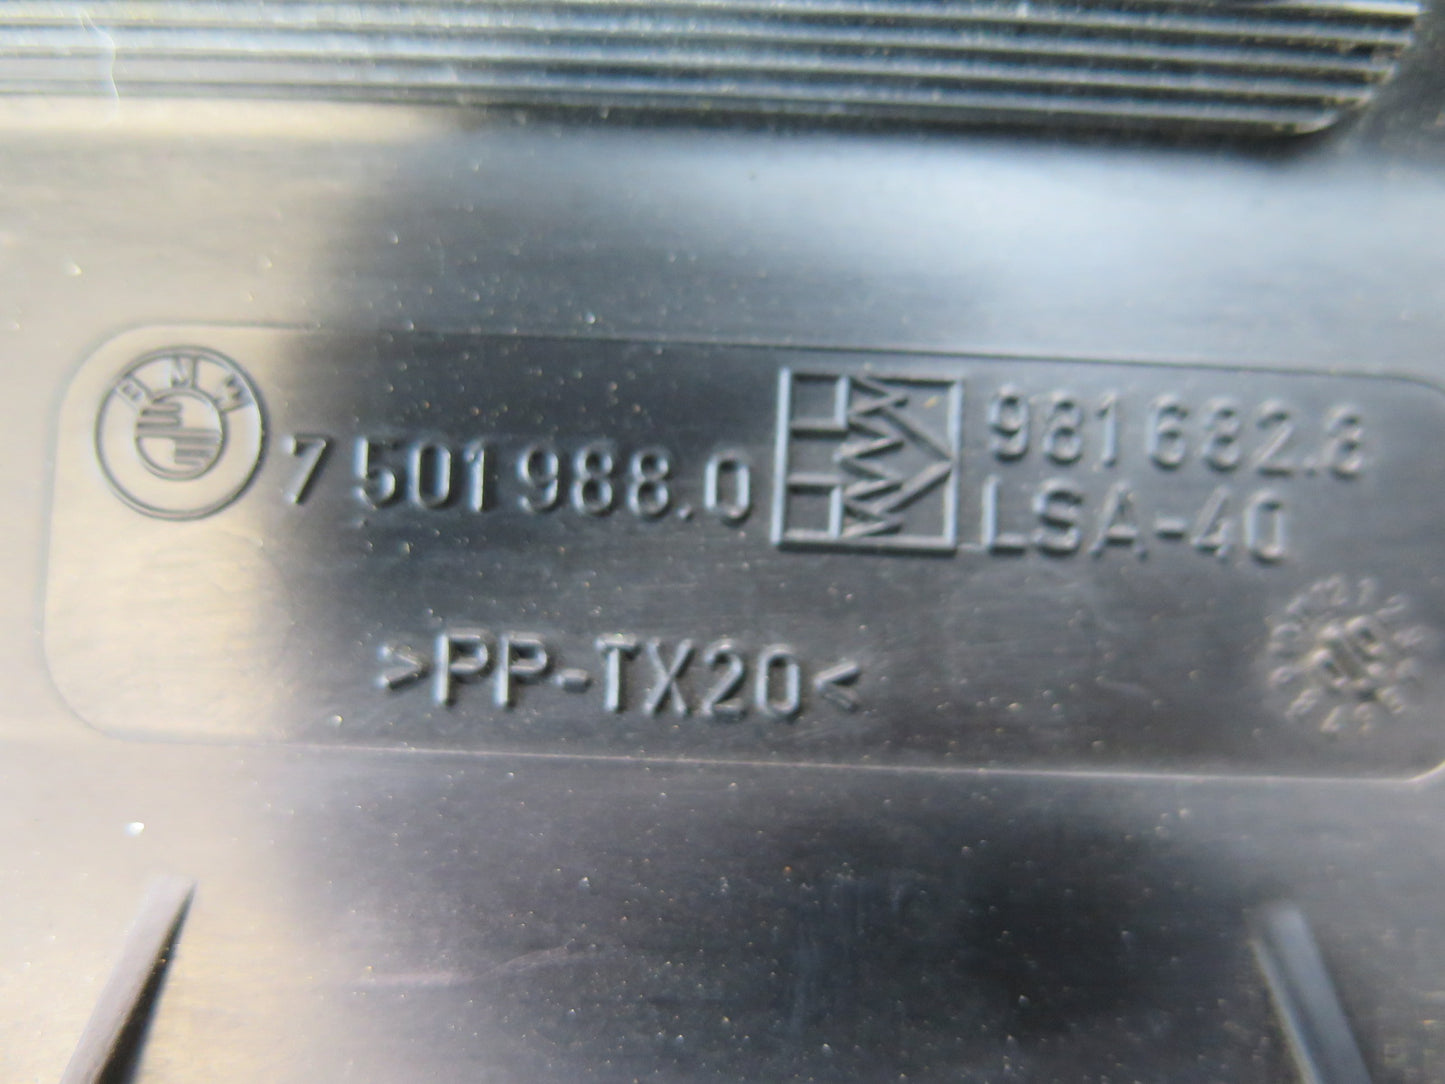 BMW
7 501 988.0
981 682.8
LSA-40
>PP-TX20<